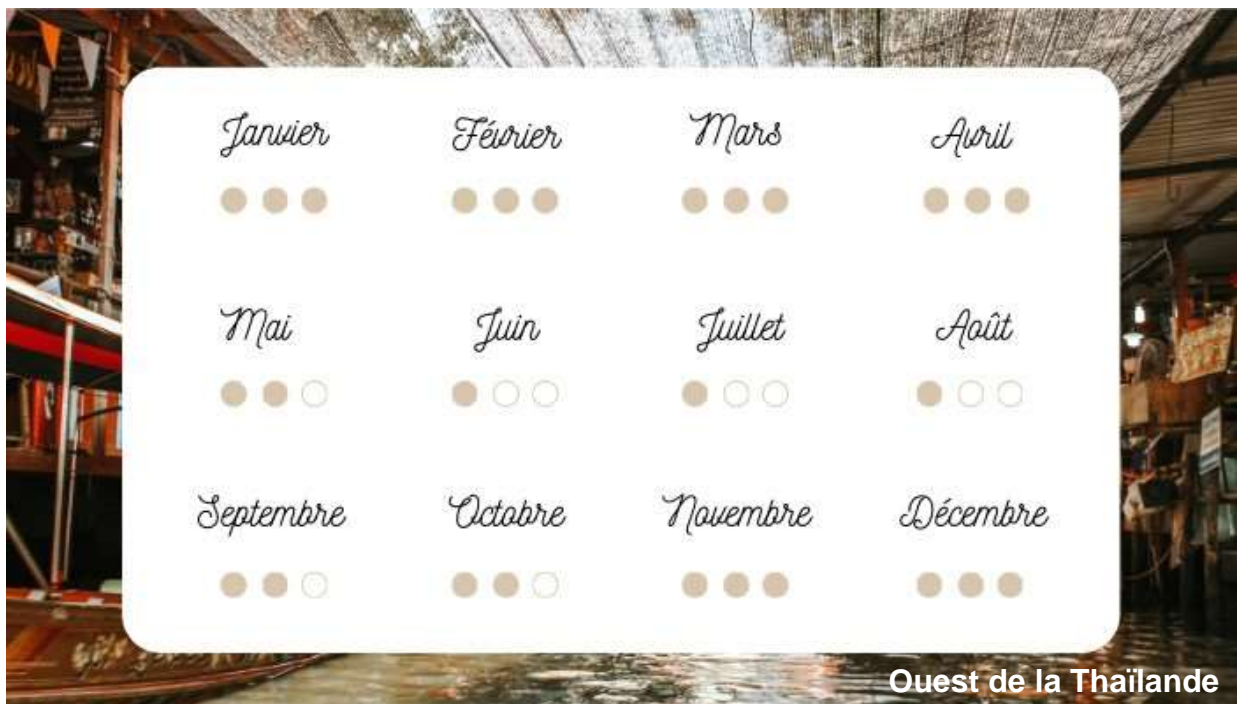 Janvier Février Mars Avril
Mai Juin Juillet Août
Septembre Octobre Novembre Décembre
Ouest de la Thaïlande